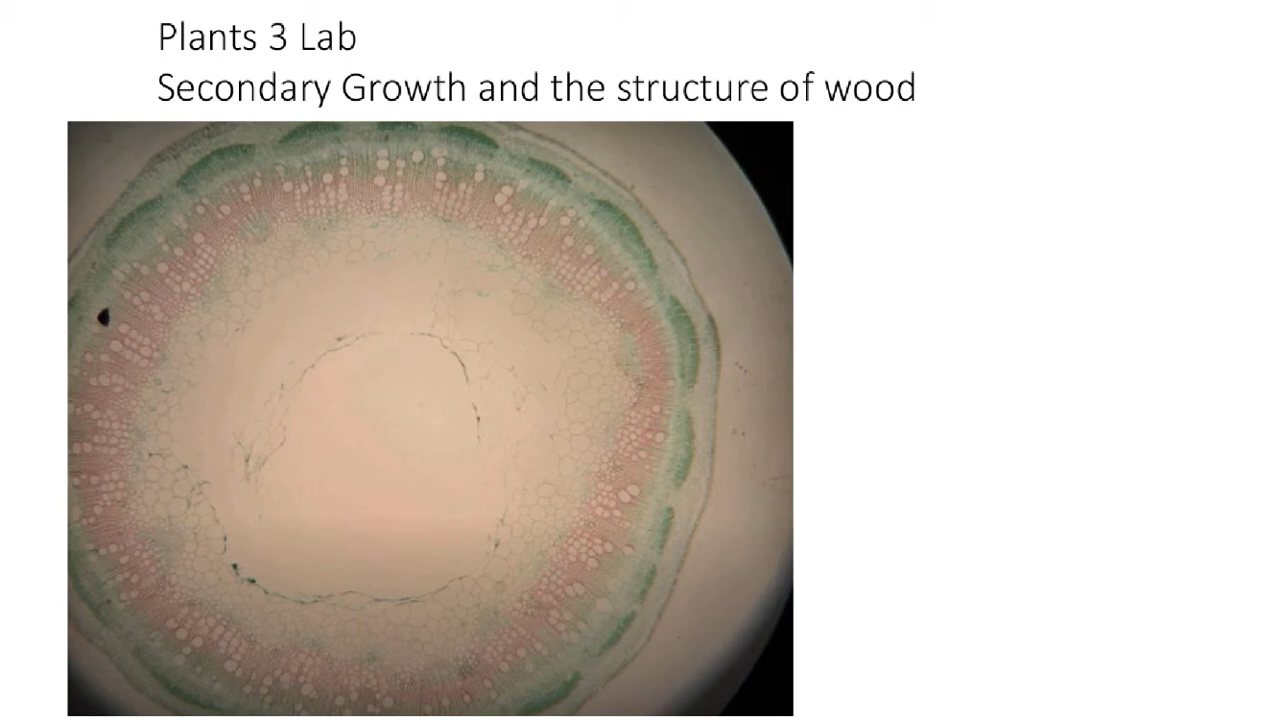 Plants 3 Lab
Secondary Growth and the structure of wood